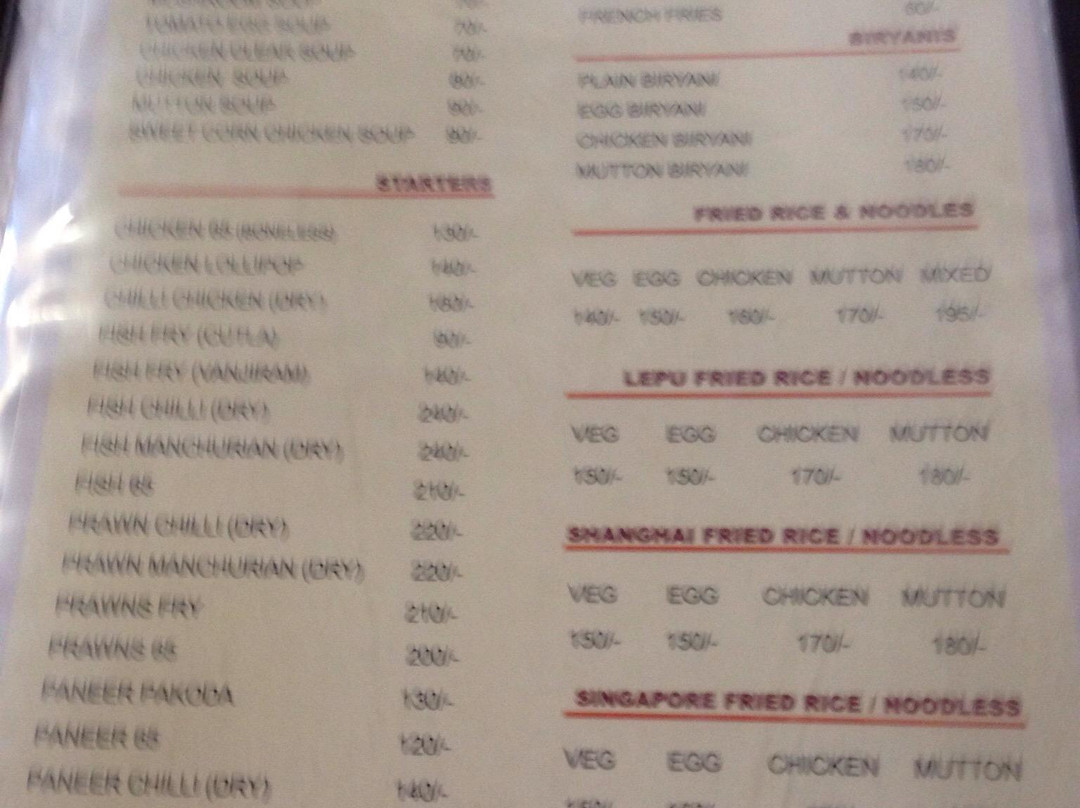 TOMATO EGG SOUP 70/-
CHICKEN CLEAR SOUP 70/-
CHICKEN SOUP 80/-
MUTTON SOUP 90/-
SWEET CORN CHICKEN SOUP 90/-
STARTERS
CHICKEN 65 (BONELESS) 130/-
CHICKEN LOLLIPOP 140/-
CHILLI CHICKEN (DRY) 160/-
FISH FRY (CUTLA) 90/-
FISH FRY (VANJIRAM) 140/-
FISH CHILLI (DRY) 240/-
FISH MANCHURIAN (DRY) 240/-
FISH 65 210/-
PRAWN CHILLI (DRY) 220/-
PRAWN MANCHURIAN (DRY) 220/-
PRAWNS FRY 210/-
PRAWNS 65 200/-
PANEER PAKODA 130/-
PANEER 65 120/-
PANEER CHILLI (DRY) 140/-
FRENCH FRIES 60/-
BIRYANIS
PLAIN BIRYANI 140/-
EGG BIRYANI 150/-
CHICKEN BIRYANI 170/-
MUTTON BIRYANI 180/-
FRIED RICE & NOODLES
VEG EGG CHICKEN MUTTON MIXED
140/- 150/- 160/- 170/- 195/-
LEPU FRIED RICE / NOODLESS
VEG EGG CHICKEN MUTTON
150/- 150/- 170/- 180/-
SHANGHAI FRIED RICE / NOODLESS
VEG EGG CHICKEN MUTTON
150/- 150/- 170/- 180/-
SINGAPORE FRIED RICE / NOODLESS
VEG EGG CHICKEN MUTTON